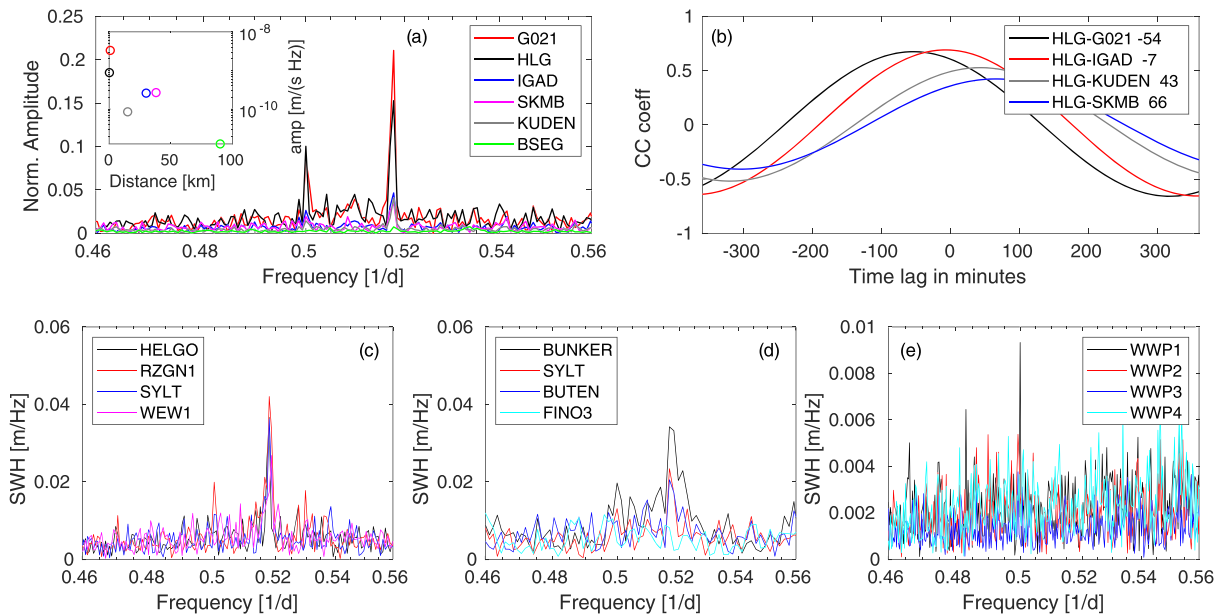 (a)
Norm. Amplitude
0.25
0.2
0.15
0.1
0.05
0
0.46
0.48
0.5
0.52
0.54
0.56
Frequency [1/d]
G021
HLG
IGAD
SKMB
KUDEN
BSEG
10-8
10-10
amp [m/(s Hz)]
0
50
100
Distance [km]
(b)
CC coeff
1
0.5
0
-0.5
-1
-300
-200
-100
0
100
200
300
Time lag in minutes
HLG-G021 -54
HLG-IGAD -7
HLG-KUDEN 43
HLG-SKMB 66
(c)
SWH [m/Hz]
0.06
0.04
0.02
0
0.46
0.48
0.5
0.52
0.54
0.56
Frequency [1/d]
HELGO
RZGN1
SYLT
WEW1
(d)
SWH [m/Hz]
0.06
0.04
0.02
0
0.46
0.48
0.5
0.52
0.54
0.56
Frequency [1/d]
BUNKER
SYLT
BUTEN
FINO3
(e)
SWH [m/Hz]
0.01
0.008
0.006
0.004
0.002
0
0.46
0.48
0.5
0.52
0.54
0.56
Frequency [1/d]
WWP1
WWP2
WWP3
WWP4